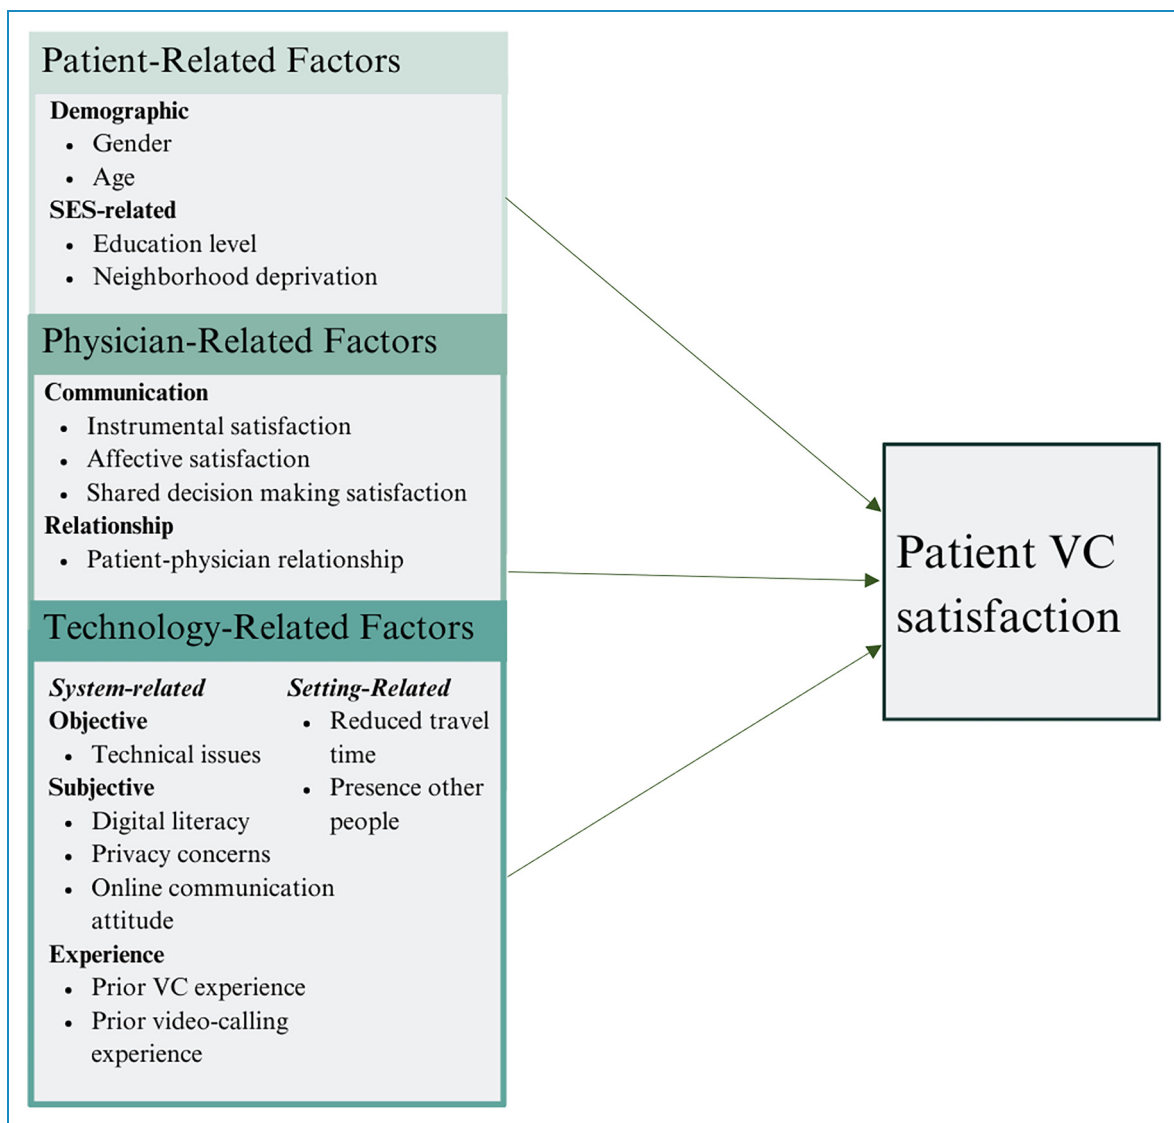 Patient-Related Factors
Demographic
• Gender
• Age
SES-related
• Education level
• Neighborhood deprivation
Physician-Related Factors
Communication
• Instrumental satisfaction
• Affective satisfaction
• Shared decision making satisfaction
Relationship
• Patient-physician relationship
Technology-Related Factors
System-related
Objective
• Technical issues
Subjective
• Digital literacy
• Privacy concerns
• Online communication
attitude
Experience
• Prior VC experience
• Prior video-calling
experience
Setting-Related
• Reduced travel
time
• Presence other
people
Patient VC
satisfaction